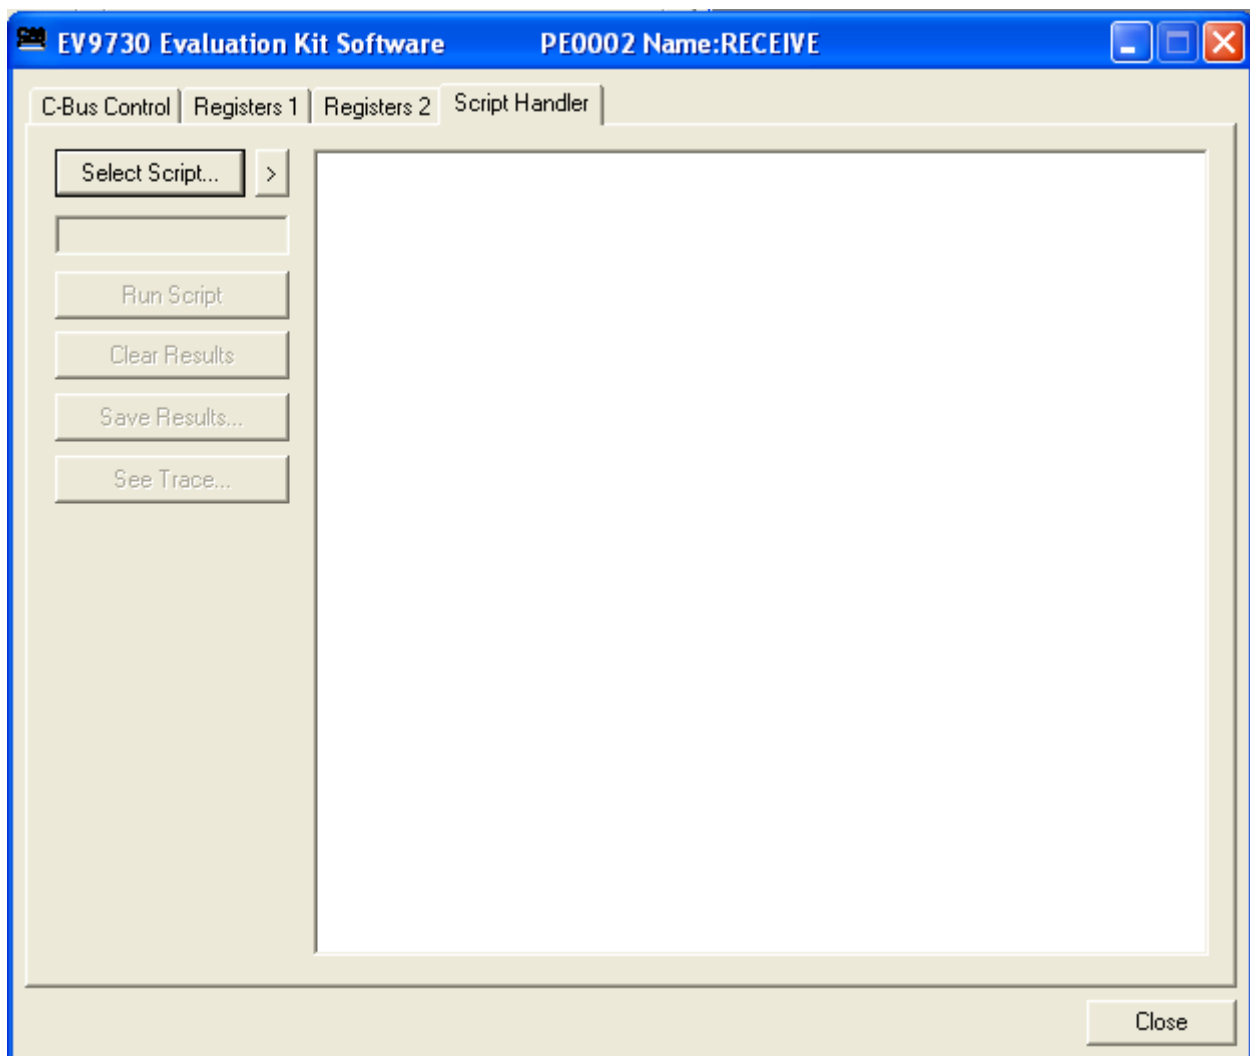 EV9730 Evaluation Kit Software PE0002 Name:RECEIVE
C-Bus Control Registers 1 Registers 2 Script Handler
Select Script... >
Run Script
Clear Results
Save Results...
See Trace...
Close